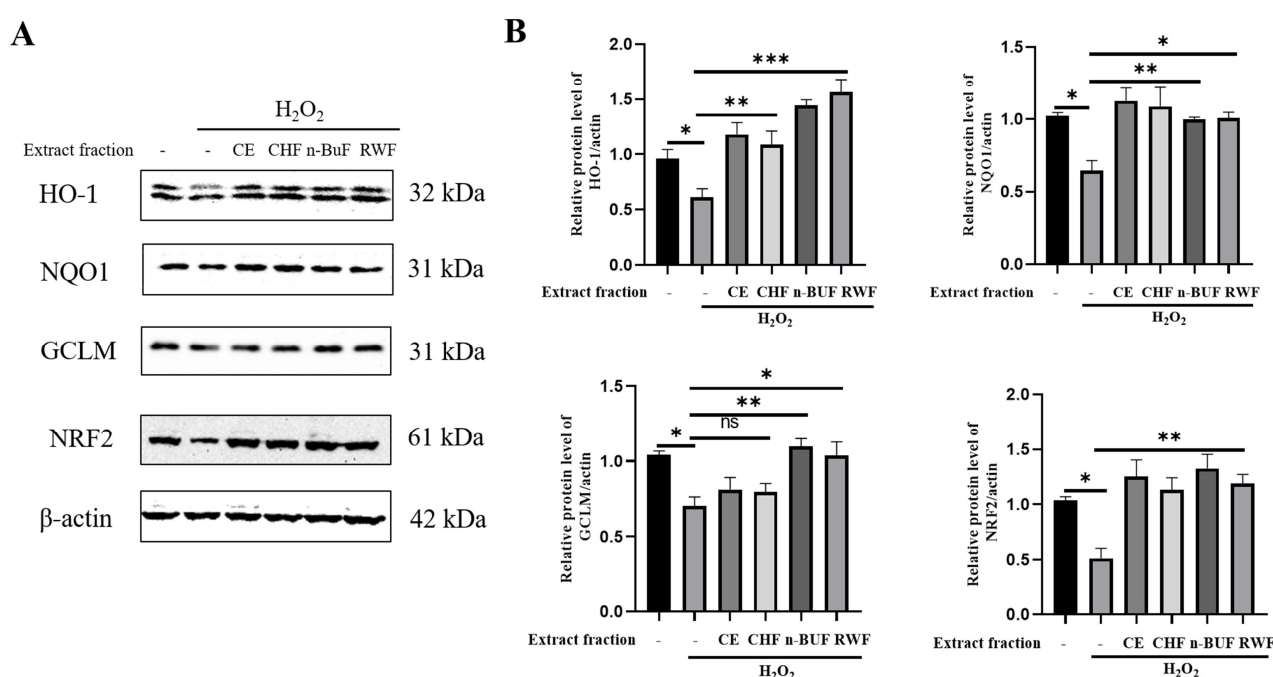 A
H₂O₂
Extract fraction - - CE CHF n-BuF RWF
HO-1 32 kDa
NQO1 31 kDa
GCLM 31 kDa
NRF2 61 kDa
β-actin 42 kDa
B
Relative protein level of
HO-1/actin
2.0
1.5
1.0
0.5
0.0
***
**
*
Extract fraction - - CE CHF n-BUF RWF
H₂O₂
Relative protein level of
NQO1/actin
1.5
1.0
0.5
0.0
*
**
*
Extract fraction - - CE CHF n-BUF RWF
H₂O₂
Relative protein level of
GCLM/actin
1.5
1.0
0.5
0.0
*
**
ns
*
Extract fraction - - CE CHF n-BUF RWF
H₂O₂
Relative protein level of
NRF2/actin
2.0
1.5
1.0
0.5
0.0
**
*
Extract fraction - - CE CHF n-BUF RWF
H₂O₂